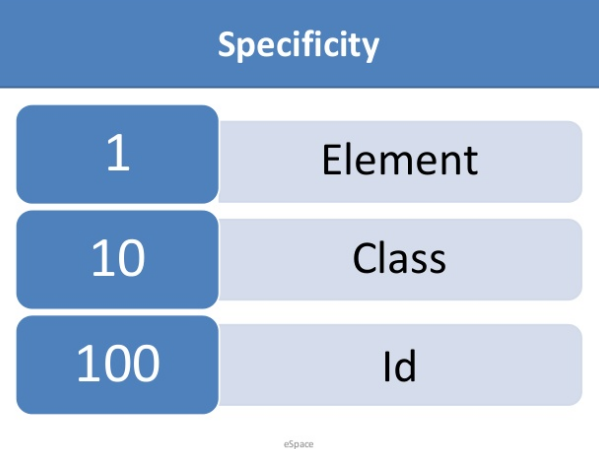 Specificity
1 Element
10 Class
100 Id
eSpace